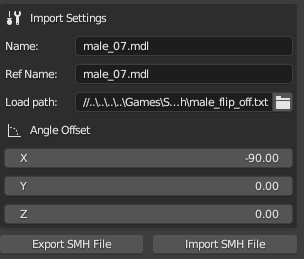 Import Settings
Name: male_07.mdl
Ref Name: male_07.mdl
Load path: //..\..\..\..\Games\S...h\male_flip_off.txt
Angle Offset
X -90.00
Y 0.00
Z 0.00
Export SMH File Import SMH File